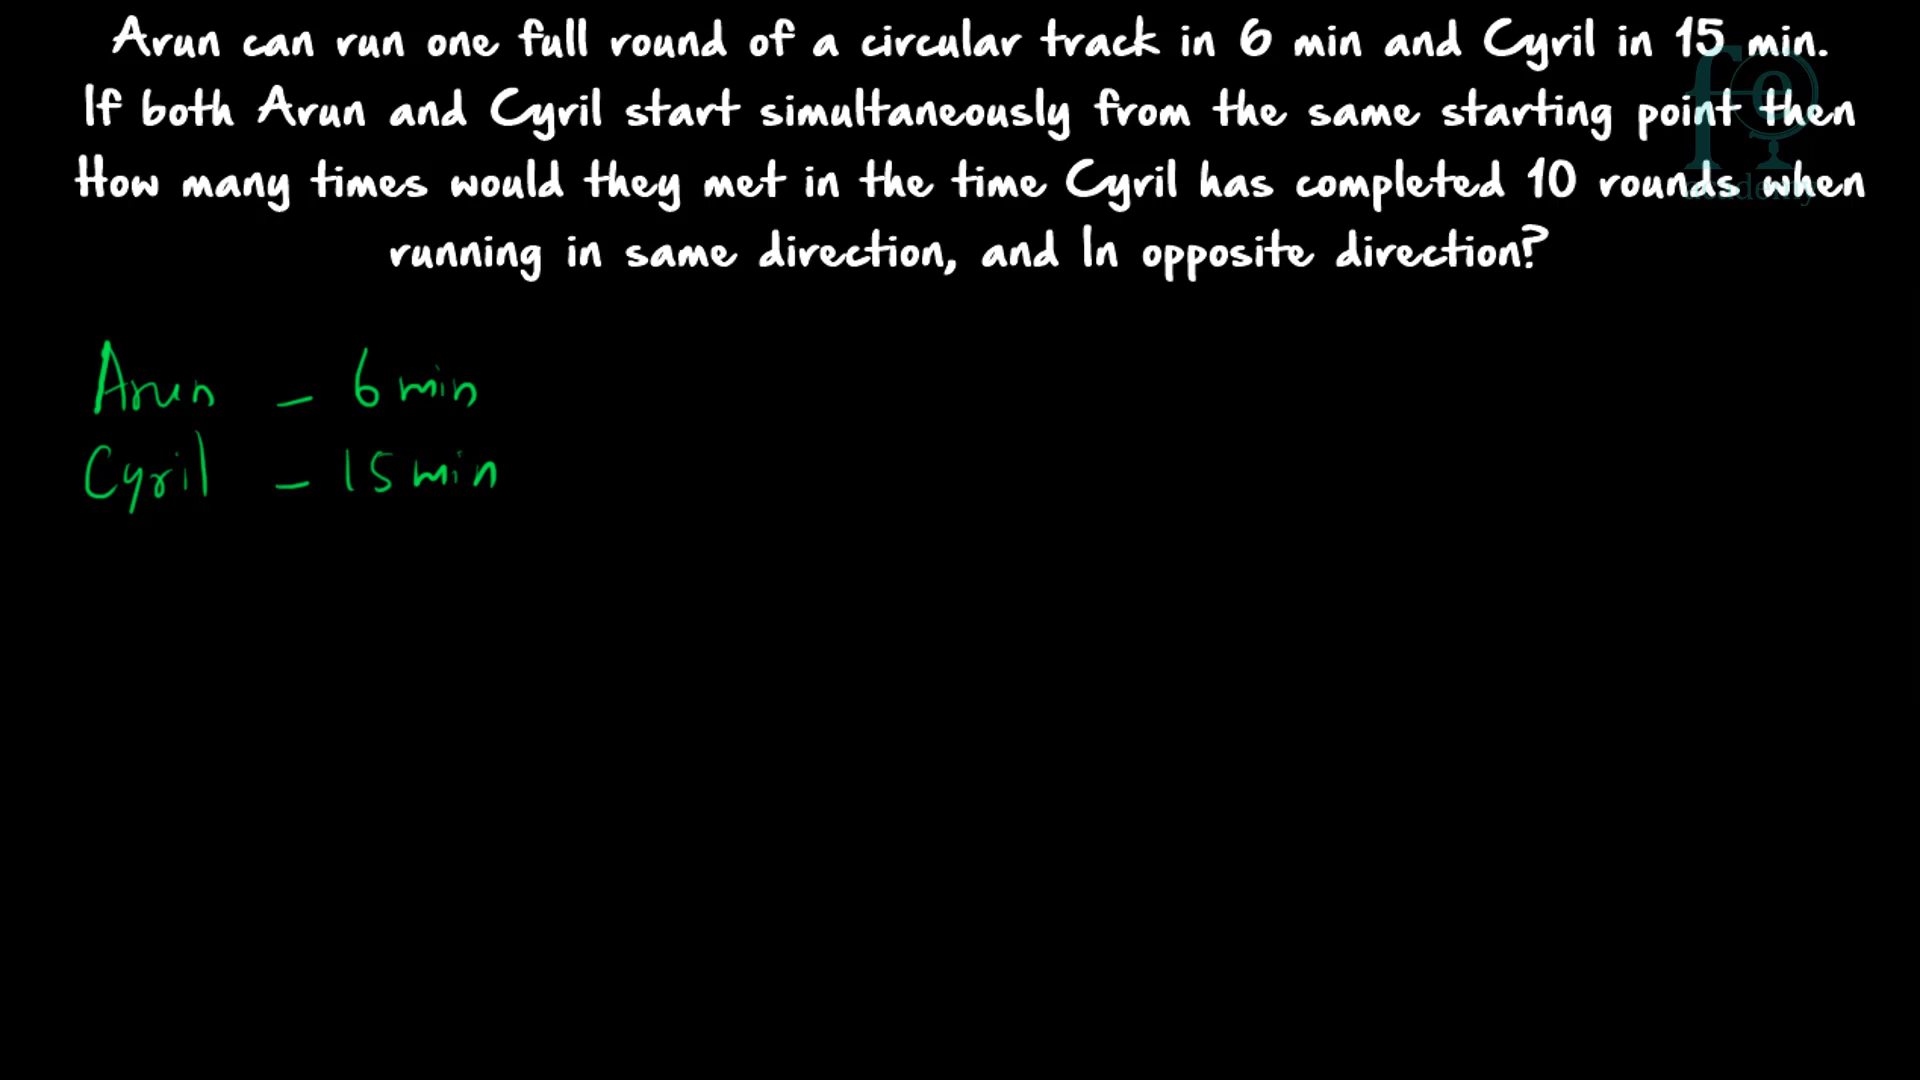 Arun can run one full round of a circular track in 6 min and Cyril in 15 min.
If both Arun and Cyril start simultaneously from the same starting point then
How many times would they met in the time Cyril has completed 10 rounds when
running in same direction, and In opposite direction?
fe
academy
Arun - 6 min
Cyril - 15 min